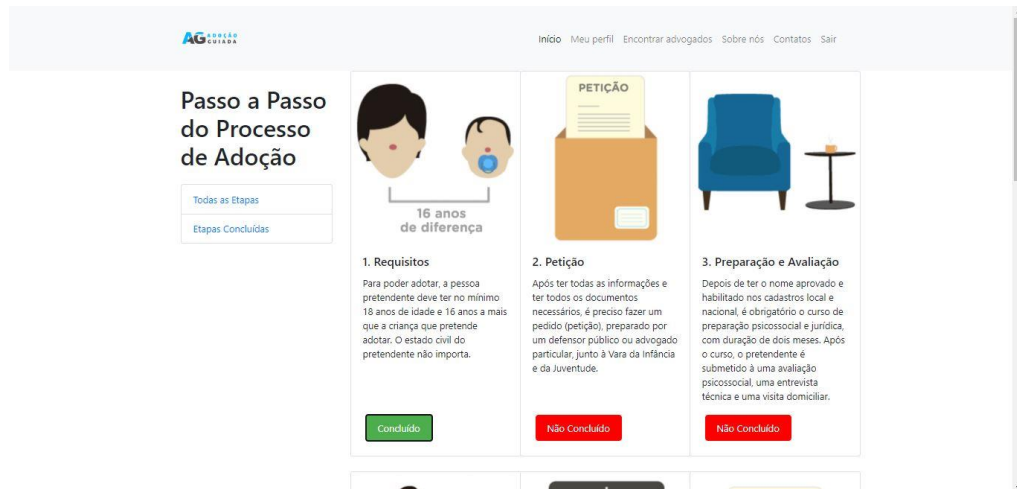 AG ADOÇÃO
GUIADA
Início Meu perfil Encontrar advogados Sobre nós Contatos Sair
Passo a Passo
do Processo
de Adoção
Todas as Etapas
Etapas Concluídas
16 anos
de diferença
1. Requisitos
Para poder adotar, a pessoa
pretendente deve ter no mínimo
18 anos de idade e 16 anos a mais
que a criança que pretende
adotar. O estado civil do
pretendente não importa.
Concluído
PETIÇÃO
2. Petição
Após ter todas as informações e
ter todos os documentos
necessários, é preciso fazer um
pedido (petição), preparado por
um defensor público ou advogado
particular, junto à Vara da Infância
e da Juventude.
Não Concluído
3. Preparação e Avaliação
Depois de ter o nome aprovado e
habilitado nos cadastros local e
nacional, é obrigatório o curso de
preparação psicossocial e jurídica,
com duração de dois meses. Após
o curso, o pretendente é
submetido à uma avaliação
psicossocial, uma entrevista
técnica e uma visita domiciliar.
Não Concluído